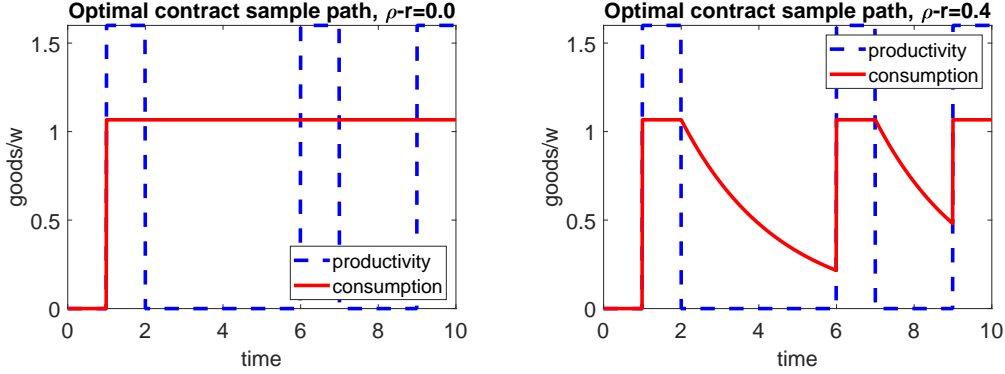 Optimal contract sample path, ρ-r=0.0
1.5
1
0.5
0
goods/w
productivity
consumption
0 2 4 6 8 10
time
Optimal contract sample path, ρ-r=0.4
1.5
1
0.5
0
goods/w
productivity
consumption
0 2 4 6 8 10
time